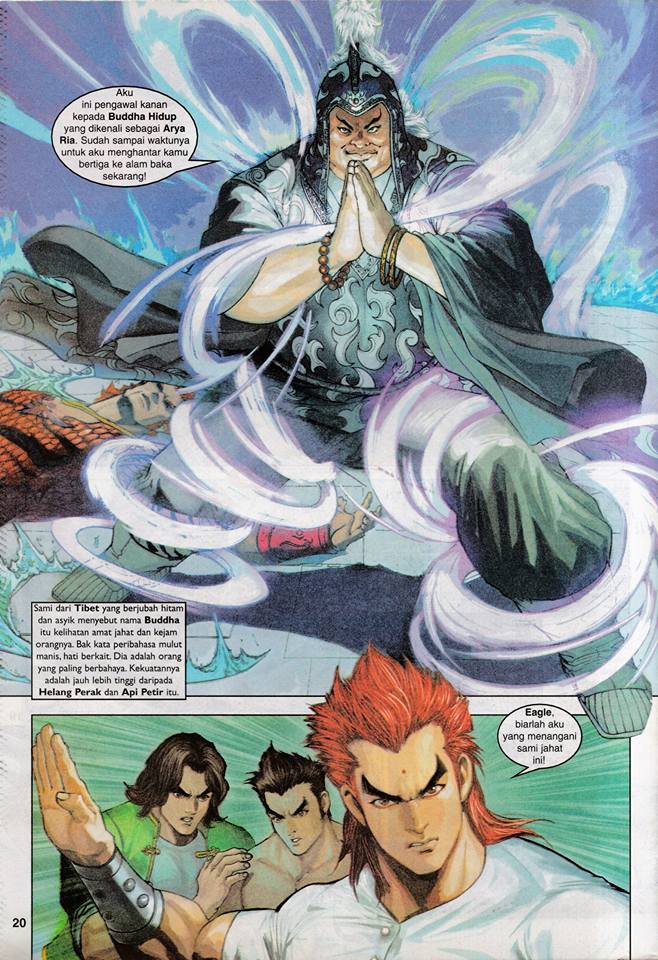 Aku
ini pengawal kanan
kepada Buddha Hidup
yang dikenali sebagai Arya
Ria. Sudah sampai waktunya
untuk aku menghantar kamu
bertiga ke alam baka
sekarang!
Sami dari Tibet yang berjubah hitam
dan asyik menyebut nama Buddha
itu kelihatan amat jahat dan kejam
orangnya. Bak kata peribahasa mulut
manis, hati berkait. Dia adalah orang
yang paling berbahaya. Kekuatannya
adalah jauh lebih tinggi daripada
Helang Perak dan Api Petir itu.
Eagle,
biarlah aku
yang menangani
sami jahat
ini!
20